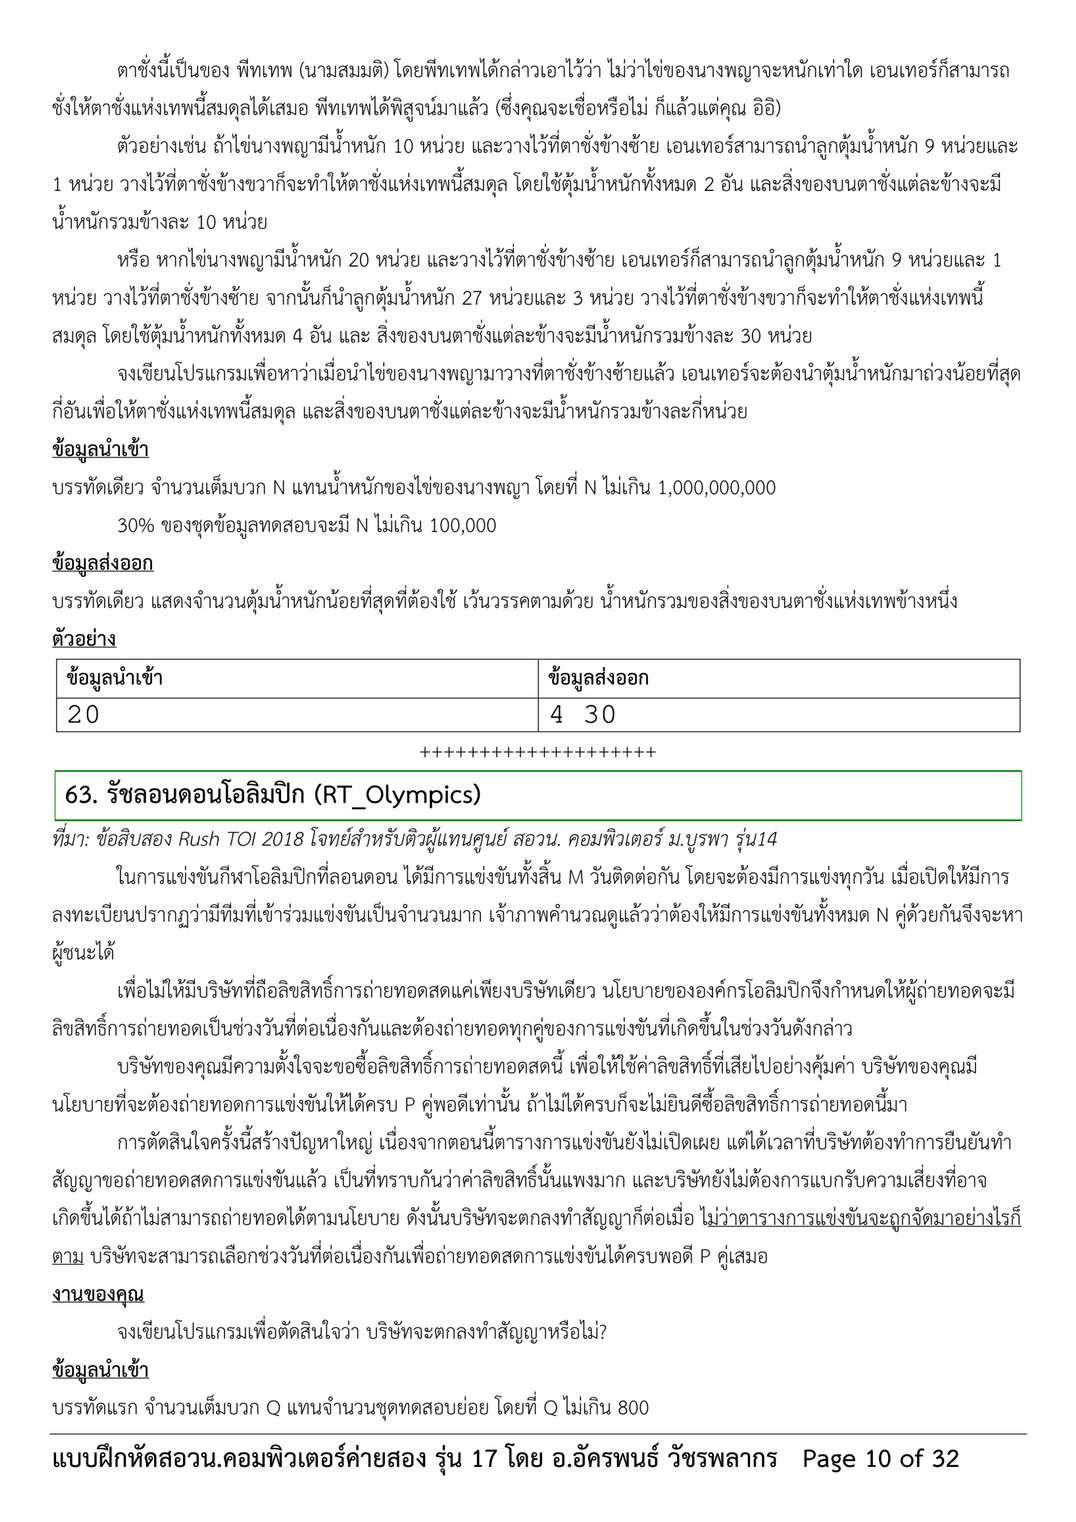 ตาชั่งนี้เป็นของ พีทเทพ (นามสมมติ) โดยพีทเทพได้กล่าวเอาไว้ว่า ไม่ว่าไข่ของนางพญาจะหนักเท่าใด เอนเทอร์ก็สามารถ
ชั่งให้ตาชั่งแห่งเทพนี้สมดุลได้เสมอ พีทเทพได้พิสูจน์มาแล้ว (ซึ่งคุณจะเชื่อหรือไม่ ก็แล้วแต่คุณ อิอิ)
ตัวอย่างเช่น ถ้าไข่นางพญามีน้ำหนัก 10 หน่วย และวางไว้ที่ตาชั่งข้างซ้าย เอนเทอร์สามารถนำลูกตุ้มน้ำหนัก 9 หน่วยและ
1 หน่วย วางไว้ที่ตาชั่งข้างขวาก็จะทำให้ตาชั่งแห่งเทพนี้สมดุล โดยใช้ตุ้มน้ำหนักทั้งหมด 2 อัน และสิ่งของบนตาชั่งแต่ละข้างจะมี
น้ำหนักรวมข้างละ 10 หน่วย
หรือ หากไข่นางพญามีน้ำหนัก 20 หน่วย และวางไว้ที่ตาชั่งข้างซ้าย เอนเทอร์ก็สามารถนำลูกตุ้มน้ำหนัก 9 หน่วยและ 1
หน่วย วางไว้ที่ตาชั่งข้างซ้าย จากนั้นก็นำลูกตุ้มน้ำหนัก 27 หน่วยและ 3 หน่วย วางไว้ที่ตาชั่งข้างขวาก็จะทำให้ตาชั่งแห่งเทพนี้
สมดุล โดยใช้ตุ้มน้ำหนักทั้งหมด 4 อัน และ สิ่งของบนตาชั่งแต่ละข้างจะมีน้ำหนักรวมข้างละ 30 หน่วย
จงเขียนโปรแกรมเพื่อหาว่าเมื่อนำไข่ของนางพญามาวางที่ตาชั่งข้างซ้ายแล้ว เอนเทอร์จะต้องนำตุ้มน้ำหนักมาถ่วงน้อยที่สุด
กี่อันเพื่อให้ตาชั่งแห่งเทพนี้สมดุล และสิ่งของบนตาชั่งแต่ละข้างจะมีน้ำหนักรวมข้างละกี่หน่วย
ข้อมูลนำเข้า
บรรทัดเดียว จำนวนเต็มบวก N แทนน้ำหนักของไข่ของนางพญา โดยที่ N ไม่เกิน 1,000,000,000
30% ของชุดข้อมูลทดสอบจะมี N ไม่เกิน 100,000
ข้อมูลส่งออก
บรรทัดเดียว แสดงจำนวนตุ้มน้ำหนักน้อยที่สุดที่ต้องใช้ เว้นวรรคตามด้วย น้ำหนักรวมของสิ่งของบนตาชั่งแห่งเทพข้างหนึ่ง
ตัวอย่าง
ข้อมูลนำเข้า ข้อมูลส่งออก
20 4 30
++++++++++++++++++++
63. รัชลอนดอนโอลิมปิก (RT_Olympics)
ที่มา: ข้อสิบสอง Rush TOI 2018 โจทย์สำหรับติวผู้แทนศูนย์ สอวน. คอมพิวเตอร์ ม.บูรพา รุ่น14
ในการแข่งขันกีฬาโอลิมปิกที่ลอนดอน ได้มีการแข่งขันทั้งสิ้น M วันติดต่อกัน โดยจะต้องมีการแข่งทุกวัน เมื่อเปิดให้มีการ
ลงทะเบียนปรากฏว่ามีทีมที่เข้าร่วมแข่งขันเป็นจำนวนมาก เจ้าภาพคำนวณดูแล้วว่าต้องให้มีการแข่งขันทั้งหมด N คู่ด้วยกันจึงจะหา
ผู้ชนะได้
เพื่อไม่ให้มีบริษัทที่ถือลิขสิทธิ์การถ่ายทอดสดแค่เพียงบริษัทเดียว นโยบายขององค์กรโอลิมปิกจึงกำหนดให้ผู้ถ่ายทอดจะมี
ลิขสิทธิ์การถ่ายทอดเป็นช่วงวันที่ต่อเนื่องกันและต้องถ่ายทอดทุกคู่ของการแข่งขันที่เกิดขึ้นในช่วงวันดังกล่าว
บริษัทของคุณมีความตั้งใจจะขอซื้อลิขสิทธิ์การถ่ายทอดสดนี้ เพื่อให้ใช้ค่าลิขสิทธิ์ที่เสียไปอย่างคุ้มค่า บริษัทของคุณมี
นโยบายที่จะต้องถ่ายทอดการแข่งขันให้ได้ครบ P คู่พอดีเท่านั้น ถ้าไม่ได้ครบก็จะไม่ยินดีซื้อลิขสิทธิ์การถ่ายทอดนี้มา
การตัดสินใจครั้งนี้สร้างปัญหาใหญ่ เนื่องจากตอนนี้ตารางการแข่งขันยังไม่เปิดเผย แต่ได้เวลาที่บริษัทต้องทำการยืนยันทำ
สัญญาขอถ่ายทอดสดการแข่งขันแล้ว เป็นที่ทราบกันว่าค่าลิขสิทธิ์นั้นแพงมาก และบริษัทยังไม่ต้องการแบกรับความเสี่ยงที่อาจ
เกิดขึ้นได้ถ้าไม่สามารถถ่ายทอดได้ตามนโยบาย ดังนั้นบริษัทจะตกลงทำสัญญาก็ต่อเมื่อ ไม่ว่าตารางการแข่งขันจะถูกจัดมาอย่างไรก็
ตาม บริษัทจะสามารถเลือกช่วงวันที่ต่อเนื่องกันเพื่อถ่ายทอดสดการแข่งขันได้ครบพอดี P คู่เสมอ
งานของคุณ
จงเขียนโปรแกรมเพื่อตัดสินใจว่า บริษัทจะตกลงทำสัญญาหรือไม่?
ข้อมูลนำเข้า
บรรทัดแรก จำนวนเต็มบวก Q แทนจำนวนชุดทดสอบย่อย โดยที่ Q ไม่เกิน 800
แบบฝึกหัดสอวน.คอมพิวเตอร์ค่ายสอง รุ่น 17 โดย อ.อัครพนธ์ วัชรพลากร Page 10 of 32